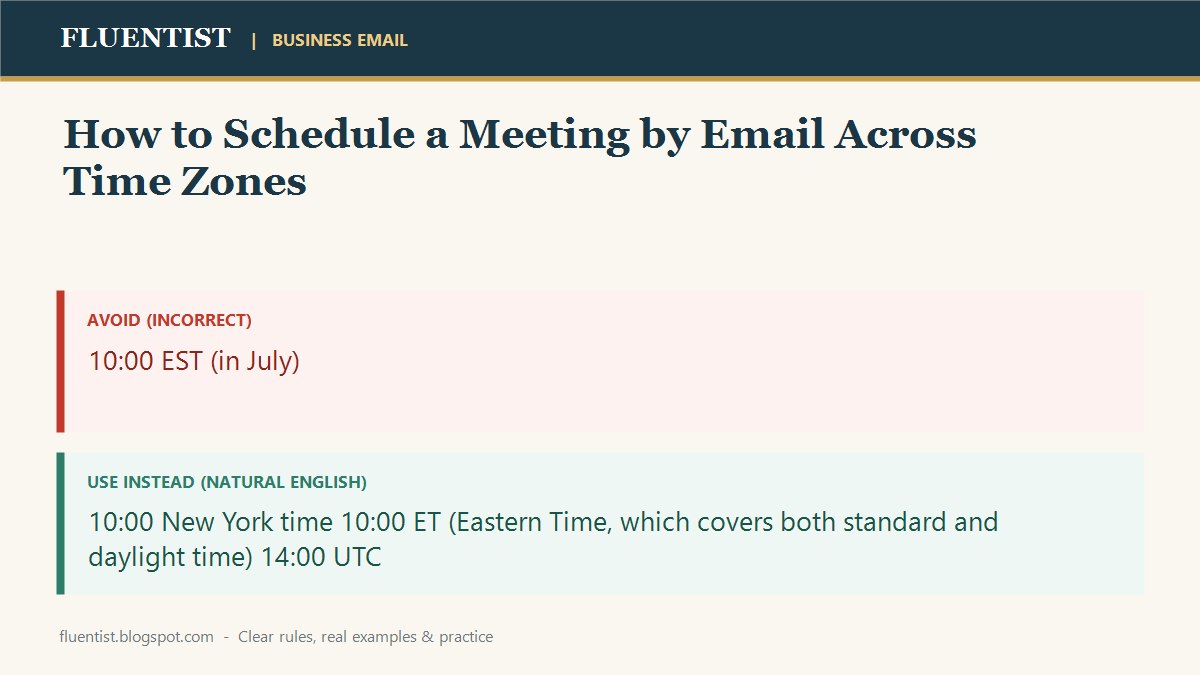 FLUENTIST | BUSINESS EMAIL
How to Schedule a Meeting by Email Across
Time Zones
AVOID (INCORRECT)
10:00 EST (in July)
USE INSTEAD (NATURAL ENGLISH)
10:00 New York time 10:00 ET (Eastern Time, which covers both standard and
daylight time) 14:00 UTC
fluentist.blogspot.com - Clear rules, real examples & practice